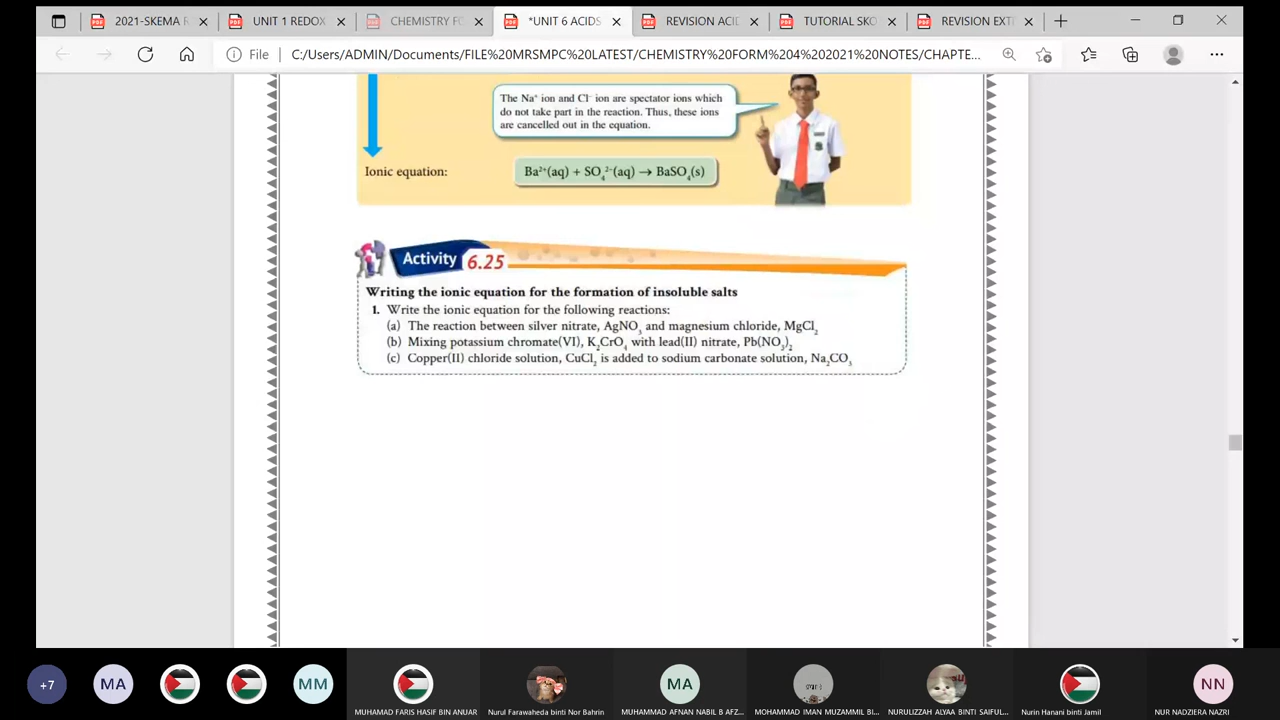 2021-SKEMA R
UNIT 1 REDOX
CHEMISTRY FO
*UNIT 6 ACIDS
REVISION ACID
TUTORIAL SKO
REVISION EXT
File
C:/Users/ADMIN/Documents/FILE%20MRSMPC%20LATEST/CHEMISTRY%20FORM%204%202021%20NOTES/CHAPTE...
The Na⁺ ion and Cl⁻ ion are spectator ions which
do not take part in the reaction. Thus, these ions
are cancelled out in the equation.
Ionic equation:
Ba²⁺(aq) + SO₄²⁻(aq) → BaSO₄(s)
Activity 6.25
Writing the ionic equation for the formation of insoluble salts
1. Write the ionic equation for the following reactions:
(a) The reaction between silver nitrate, AgNO₃ and magnesium chloride, MgCl₂
(b) Mixing potassium chromate(VI), K₂CrO₄ with lead(II) nitrate, Pb(NO₃)₂
(c) Copper(II) chloride solution, CuCl₂ is added to sodium carbonate solution, Na₂CO₃
+7
MA
MM
MA
NN
MUHAMAD FARIS HASIF BIN ANUAR
Nurul Farawaheda binti Nor Bahrin
MUHAMMAD AFNAN NABIL B AFZ...
MOHAMMAD IMAN MUZAMMIL BI...
NURULIZZAH ALYAA BINTI SAIFUL...
Nurin Hanani binti Jamil
NUR NADZIERA NAZRI